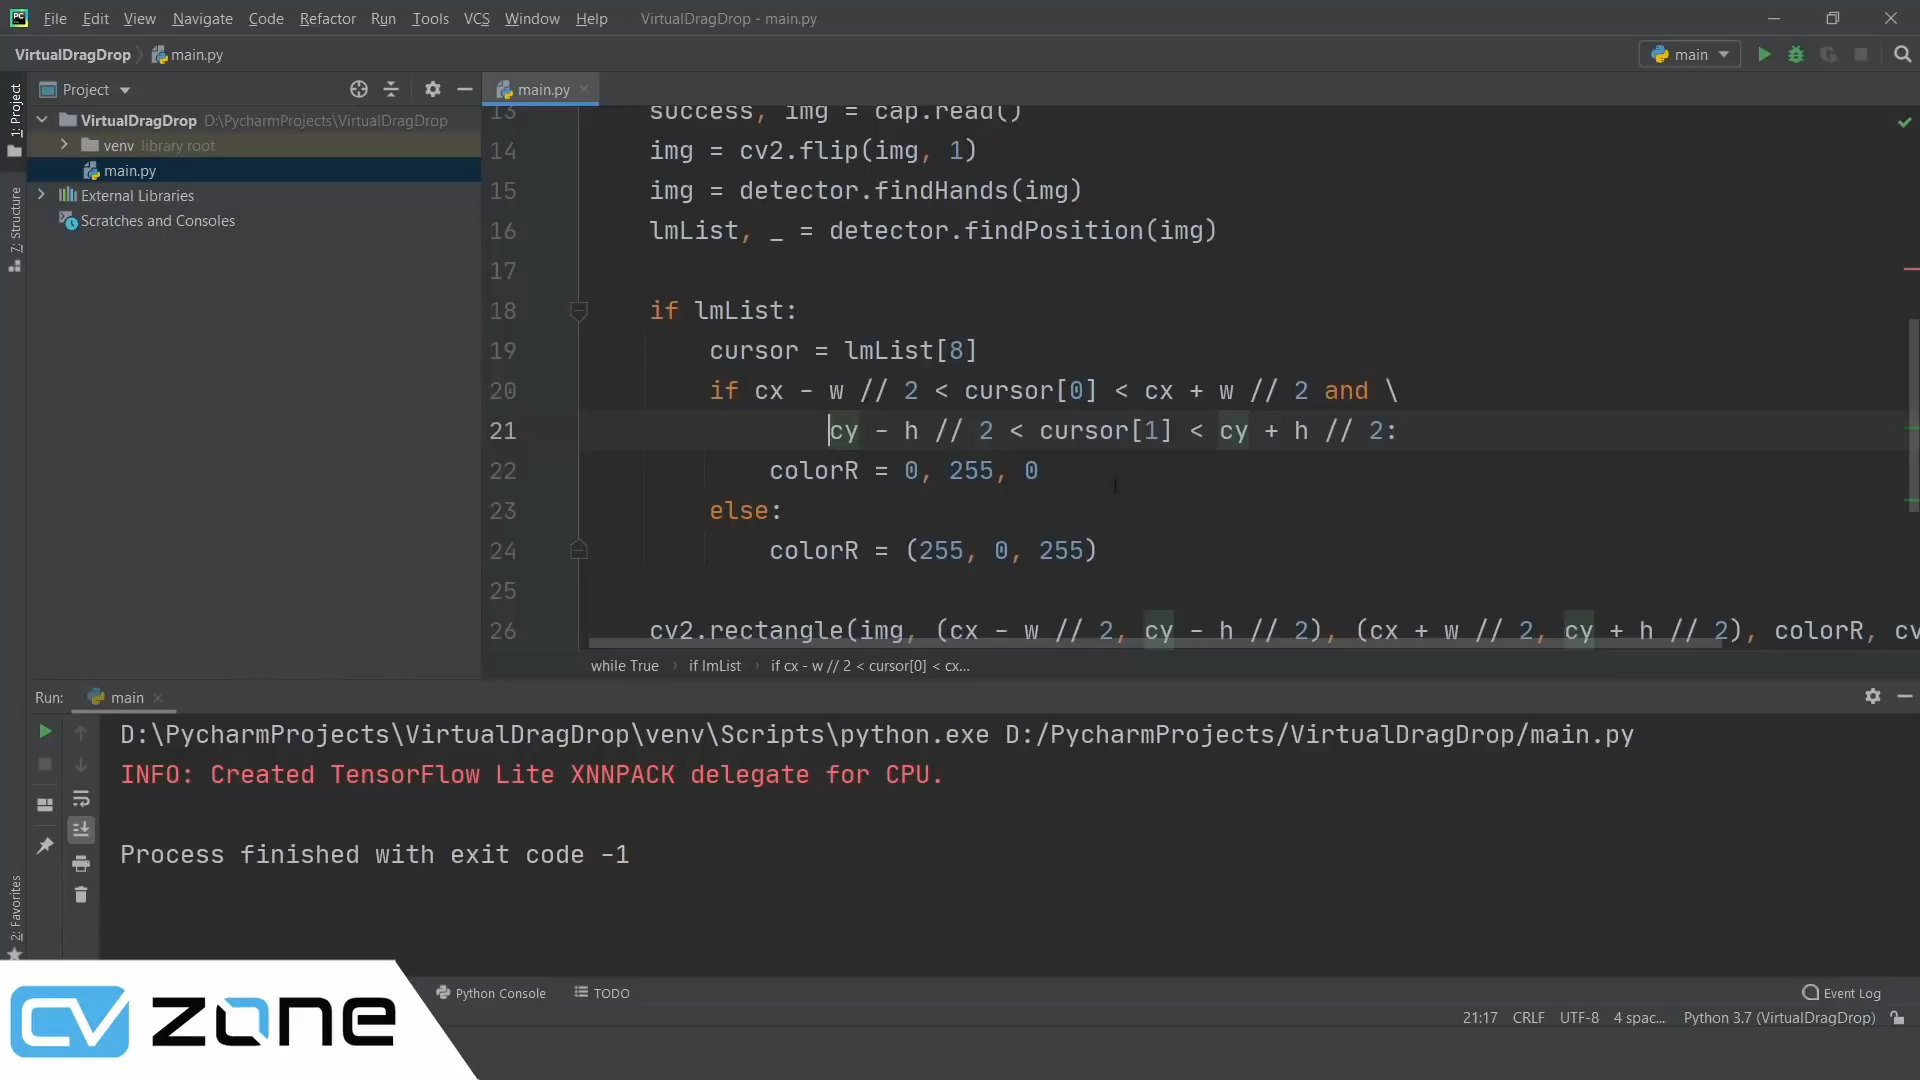 File Edit View Navigate Code Refactor Run Tools VCS Window Help VirtualDragDrop - main.py
VirtualDragDrop main.py main
Project main.py
1: Project
7: Structure
2: Favorites
VirtualDragDrop D:\PycharmProjects\VirtualDragDrop
venv library root
main.py
External Libraries
Scratches and Consoles
13 success, img = cap.read()
14 img = cv2.flip(img, 1)
15 img = detector.findHands(img)
16 lmList, _ = detector.findPosition(img)
17
18 if lmList:
19 cursor = lmList[8]
20 if cx - w // 2 < cursor[0] < cx + w // 2 and \
21 cy - h // 2 < cursor[1] < cy + h // 2:
22 colorR = 0, 255, 0
23 else:
24 colorR = (255, 0, 255)
25
26 cv2.rectangle(img, (cx - w // 2, cy - h // 2), (cx + w // 2, cy + h // 2), colorR, cv
while True if lmList if cx - w // 2 < cursor[0] < cx...
Run: main
D:\PycharmProjects\VirtualDragDrop\venv\Scripts\python.exe D:/PycharmProjects/VirtualDragDrop/main.py
INFO: Created TensorFlow Lite XNNPACK delegate for CPU.
Process finished with exit code -1
Python Console TODO Event Log
21:17 CRLF UTF-8 4 spac... Python 3.7 (VirtualDragDrop)
CV zone